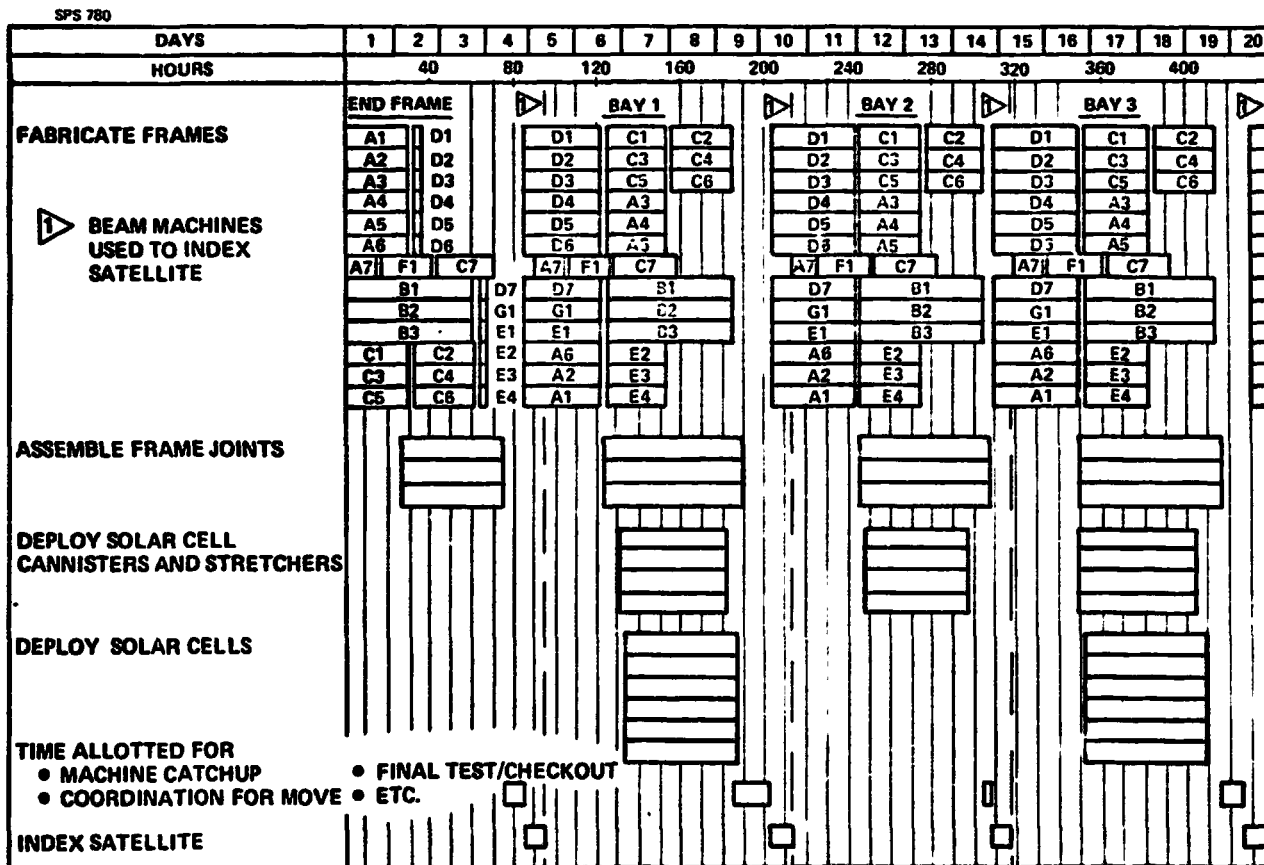 SPS 780
DAYS 1 2 3 4 5 6 7 8 9 10 11 12 13 14 15 16 17 18 19 20
HOURS 40 80 120 160 200 240 280 320 360 400
END FRAME 1 BAY 1 1 BAY 2 1 BAY 3 1
FABRICATE FRAMES
A1 D1 D1 C1 C2 D1 C1 C2 D1 C1 C2
A2 D2 D2 C3 C4 D2 C3 C4 D2 C3 C4
A3 D3 D3 C5 C6 D3 C5 C6 D3 C5 C6
A4 D4 D4 A3 D4 A3 D4 A3
1 BEAM MACHINES
USED TO INDEX
SATELLITE
A5 D5 D5 A4 D5 A4 D5 A4
A6 D6 D6 D6 A5 A5
A7 F1 C7 A7 F1 C7 A7 F1 C7 A7 F1 C7
B1 D7 D7 B1 D7 B1 D7 B1
B2 G1 G1 G1 B2 G1 B2
B3 E1 E1 E1 B3 E1 B3
C1 C2 E2 A6 E2 A6 E2 A6 E2
C3 C4 E3 A2 E3 A2 E3 A2 E3
C5 C6 E4 A1 E4 A1 E4 A1 E4
ASSEMBLE FRAME JOINTS
DEPLOY SOLAR CELL
CANNISTERS AND STRETCHERS
DEPLOY SOLAR CELLS
TIME ALLOTTED FOR
• MACHINE CATCHUP • FINAL TEST/CHECKOUT
• COORDINATION FOR MOVE • ETC.
INDEX SATELLITE